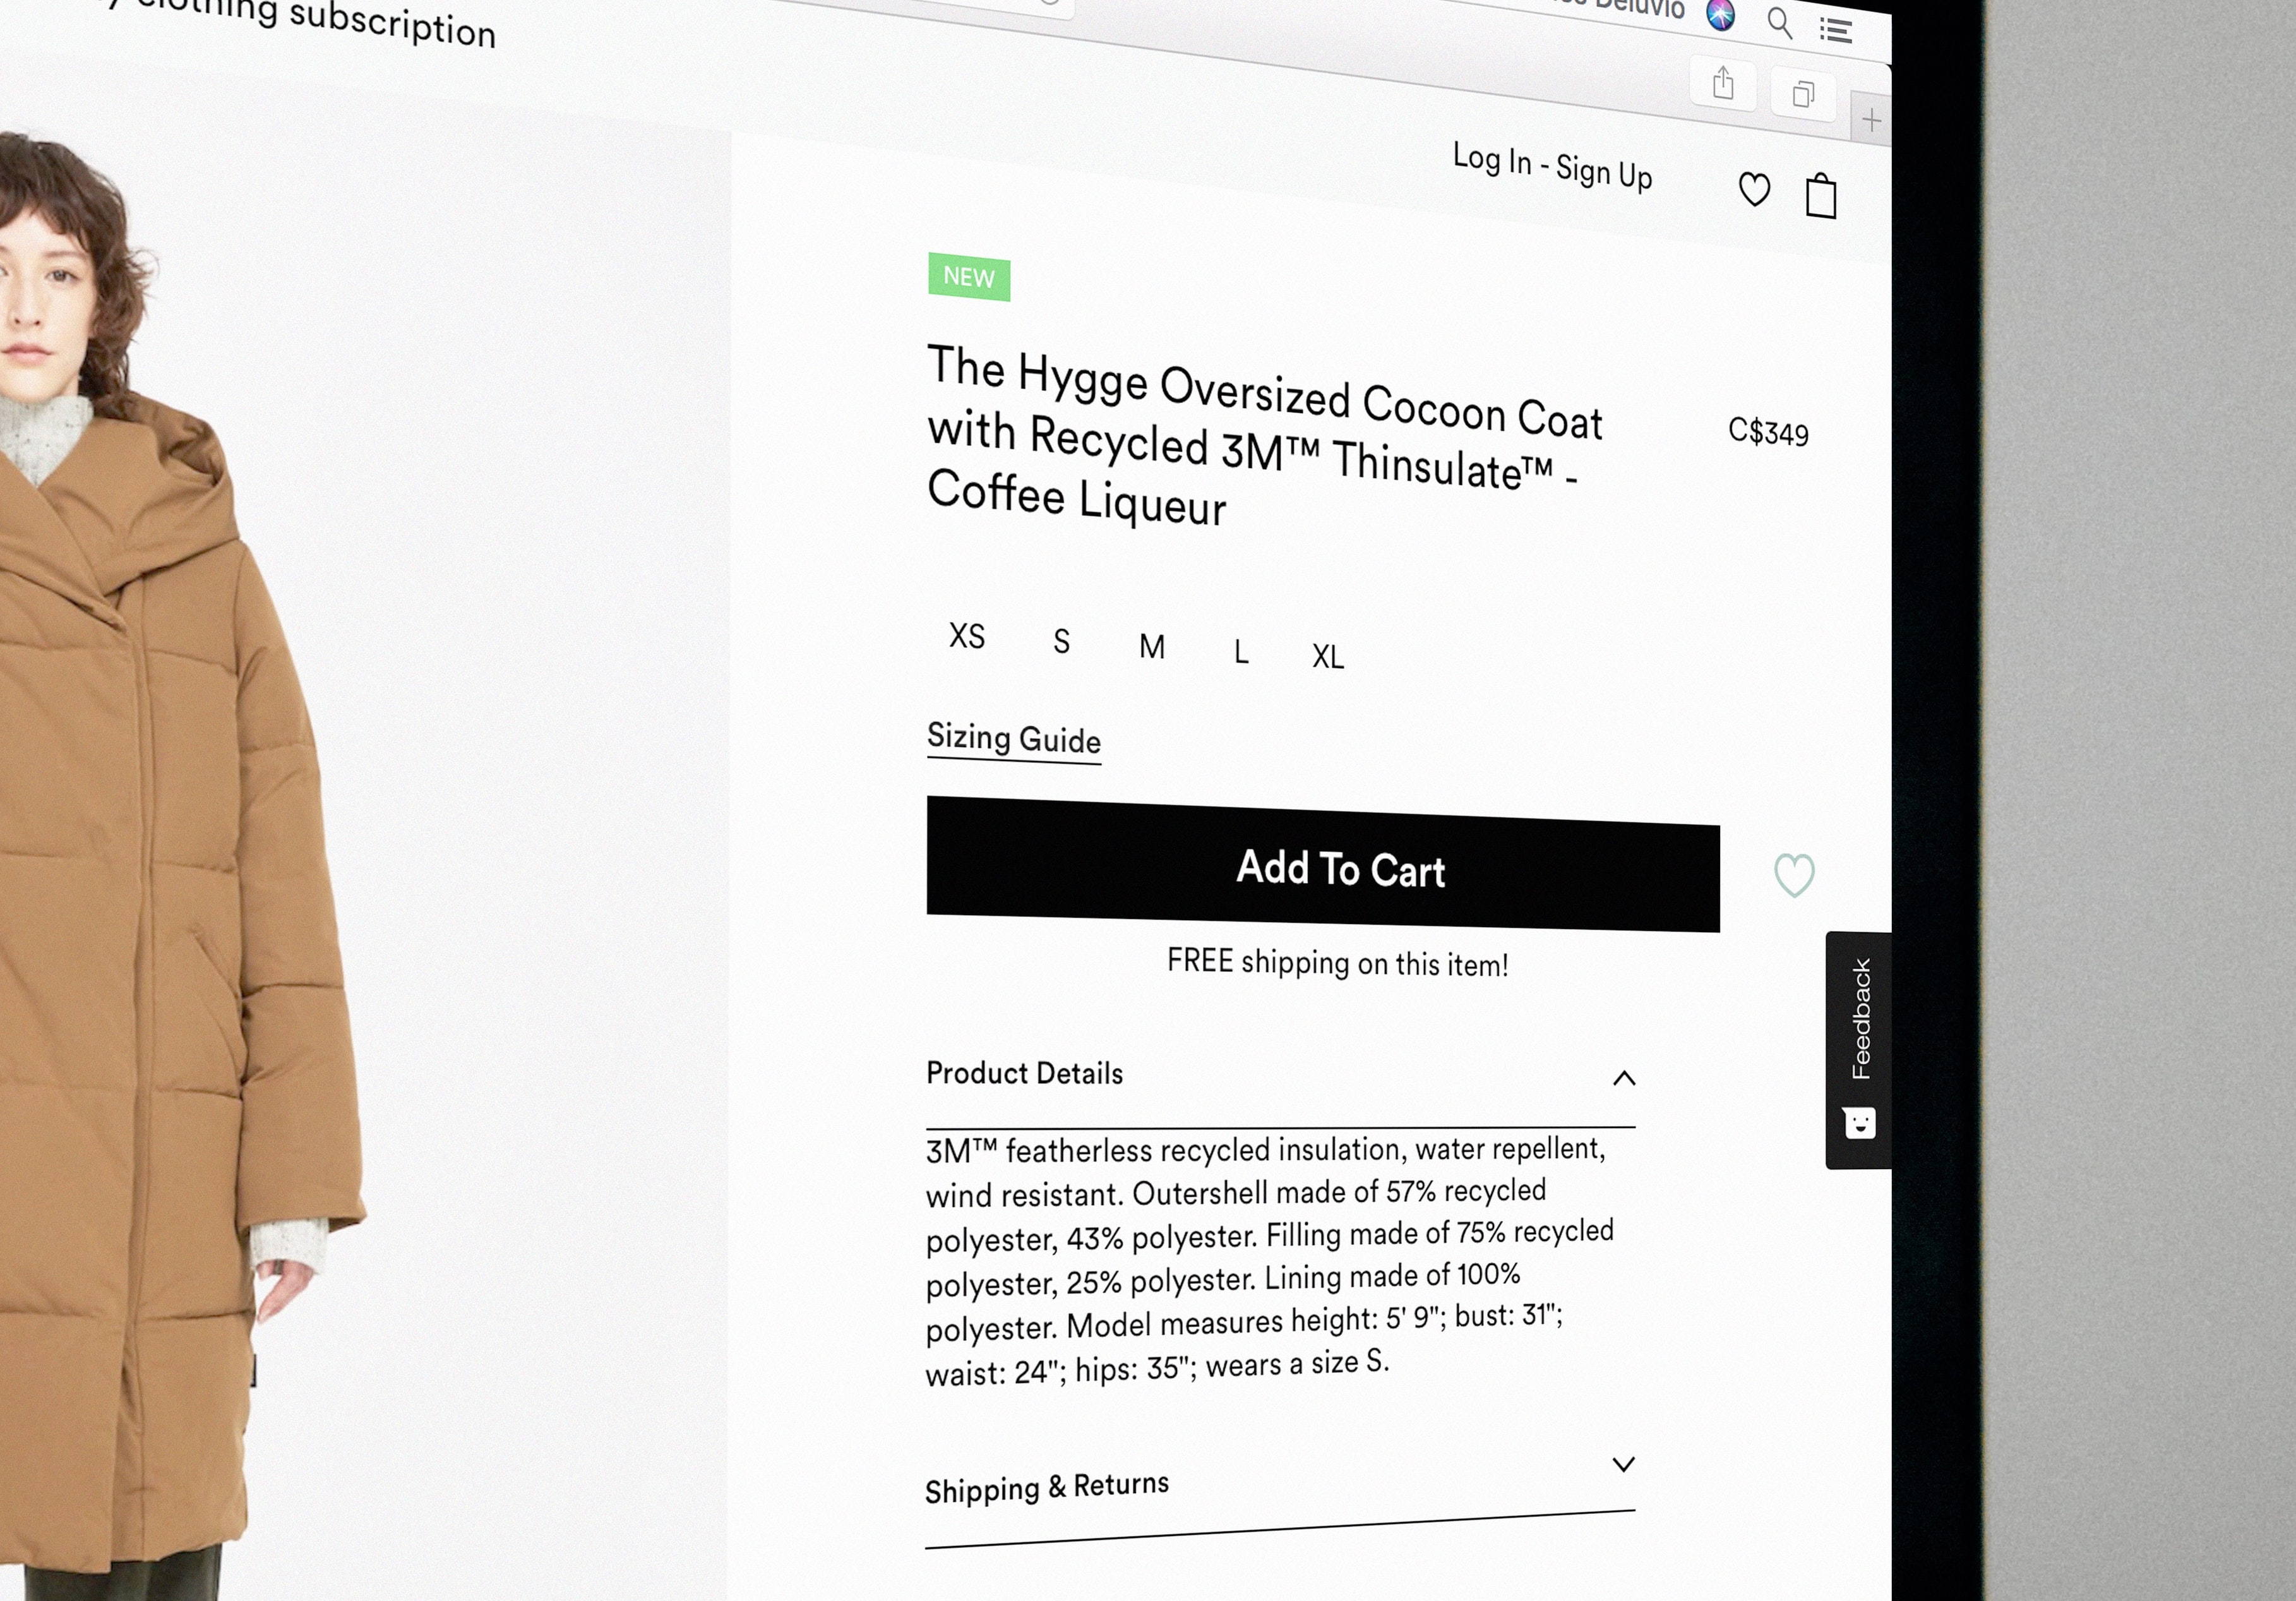 clothing subscription
Deluvio
Log In - Sign Up
NEW
The Hygge Oversized Cocoon Coat
with Recycled 3M™ Thinsulate™ -
Coffee Liqueur
C$349
XS S M L XL
Sizing Guide
Add To Cart
FREE shipping on this item!
Feedback
Product Details
3M™ featherless recycled insulation, water repellent,
wind resistant. Outershell made of 57% recycled
polyester, 43% polyester. Filling made of 75% recycled
polyester, 25% polyester. Lining made of 100%
polyester. Model measures height: 5' 9"; bust: 31";
waist: 24"; hips: 35"; wears a size S.
Shipping & Returns